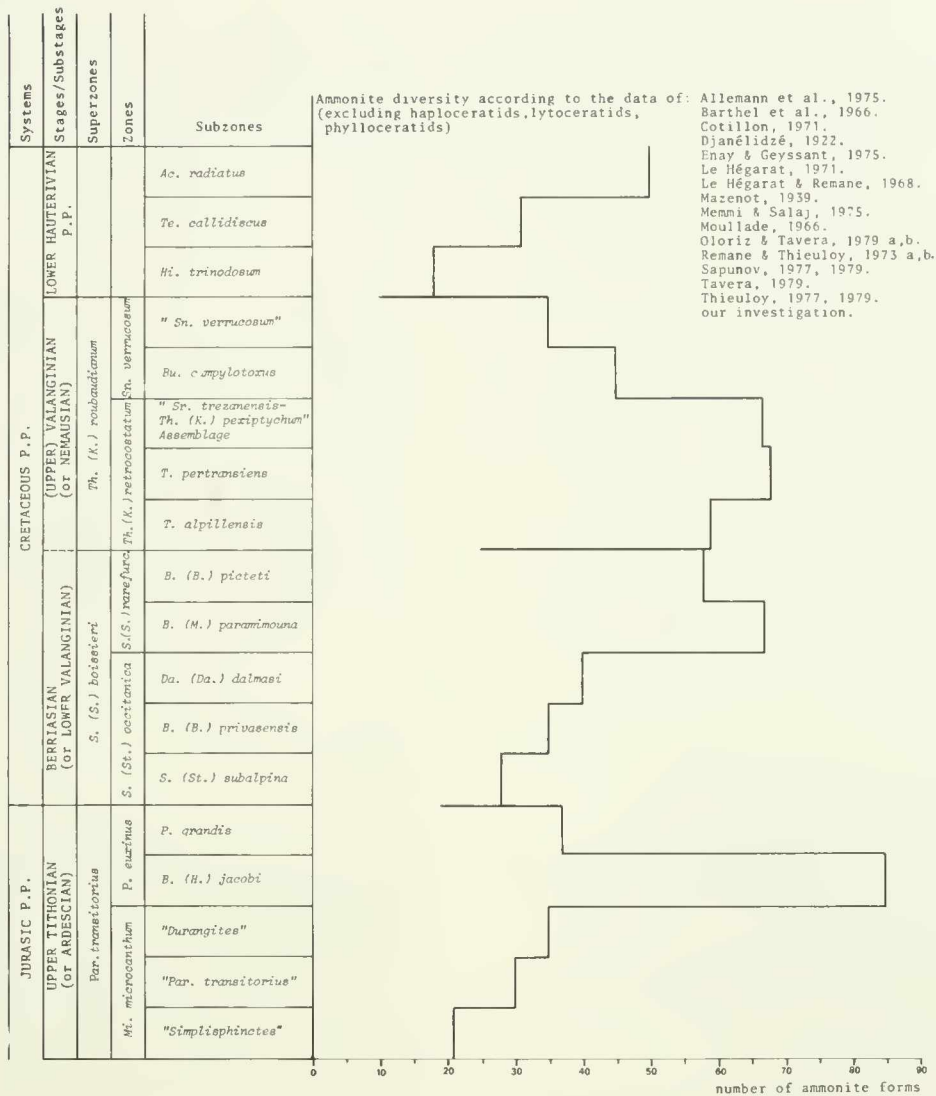 Systems
Stages/Substages
Superzones
Zones
Subzones
Ammonite diversity according to the data of: Allemann et al., 1975.
(excluding haploceratids,lytoceratids,
phylloceratids)
Barthel et al., 1966.
Cotillon, 1971.
Djanélidzé, 1922.
Enay & Geyssant, 1975.
Le Hégarat, 1971.
Le Hégarat & Remane, 1968.
Mazenot, 1939.
Memmi & Salaj, 1975.
Moullade, 1966.
Oloriz & Tavera, 1979 a,b.
Remane & Thieuloy, 1973 a,b.
Sapunov, 1977, 1979.
Tavera, 1979.
Thieuloy, 1977, 1979.
our investigation.
CRETACEOUS P.P.
JURASIC P.P.
LOWER HAUTERIVIAN
P.P.
(UPPER) VALANGINIAN
(or NEMAUSIAN)
BERRIASIAN
(or LOWER VALANGINIAN)
UPPER TITHONIAN
(or ARDESCIAN)
Th. (K.) roubaudianum
S. (S.) boissieri
Par.transitorius
Sn. verrucosum
Th.(K.)retrocostatum
S.(S.)rarefurc.
S. (St.) occitanica
P. euxinus
Mi. microcanthum
Ac. radiatus
Te. callidiscus
Hi. trinodosum
" Sn. verrucosum"
Bu. c mpylotoxus
" Sr. trezanensis-
Th. (K.) pexiptychum"
Assemblage
T. pertransiens
T. alpillensis
B. (B.) picteti
B. (M.) paramimouna
Da. (Da.) dalmasi
B. (B.) privasensis
S. (St.) subalpina
P. grandis
B. (H.) jacobi
"Durangites"
"Par. transitorius"
"Simplisphinctes"
0 10 20 30 40 50 60 70 80 90
number of ammonite forms